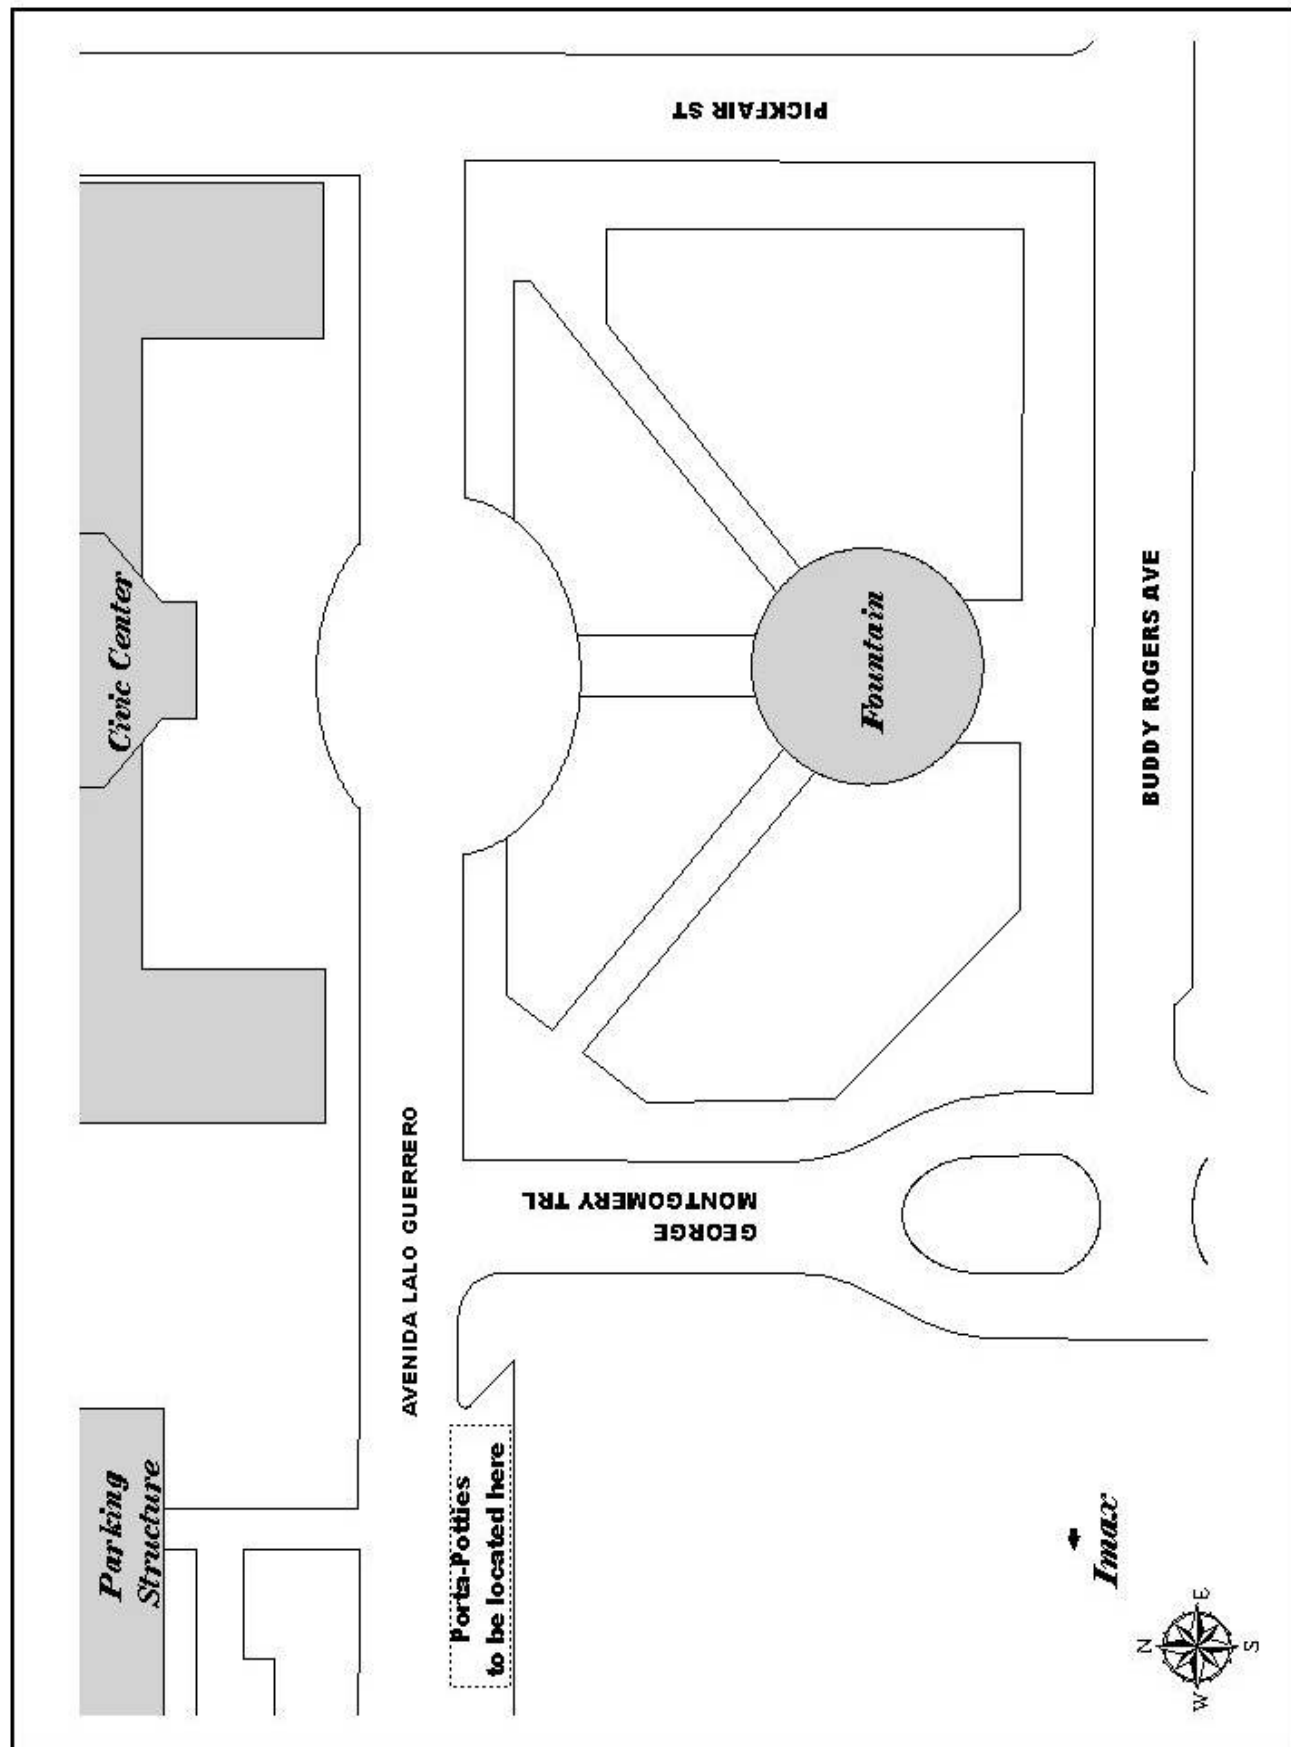 Parking
Structure
Civic Center
AVENIDA LALO GUERRERO
Porta-Potties
to be located here
GEORGE
MONTGOMERY TRL
PICKFAIR ST
Fountain
BUDDY ROGERS AVE
Imax
N
W
E
S